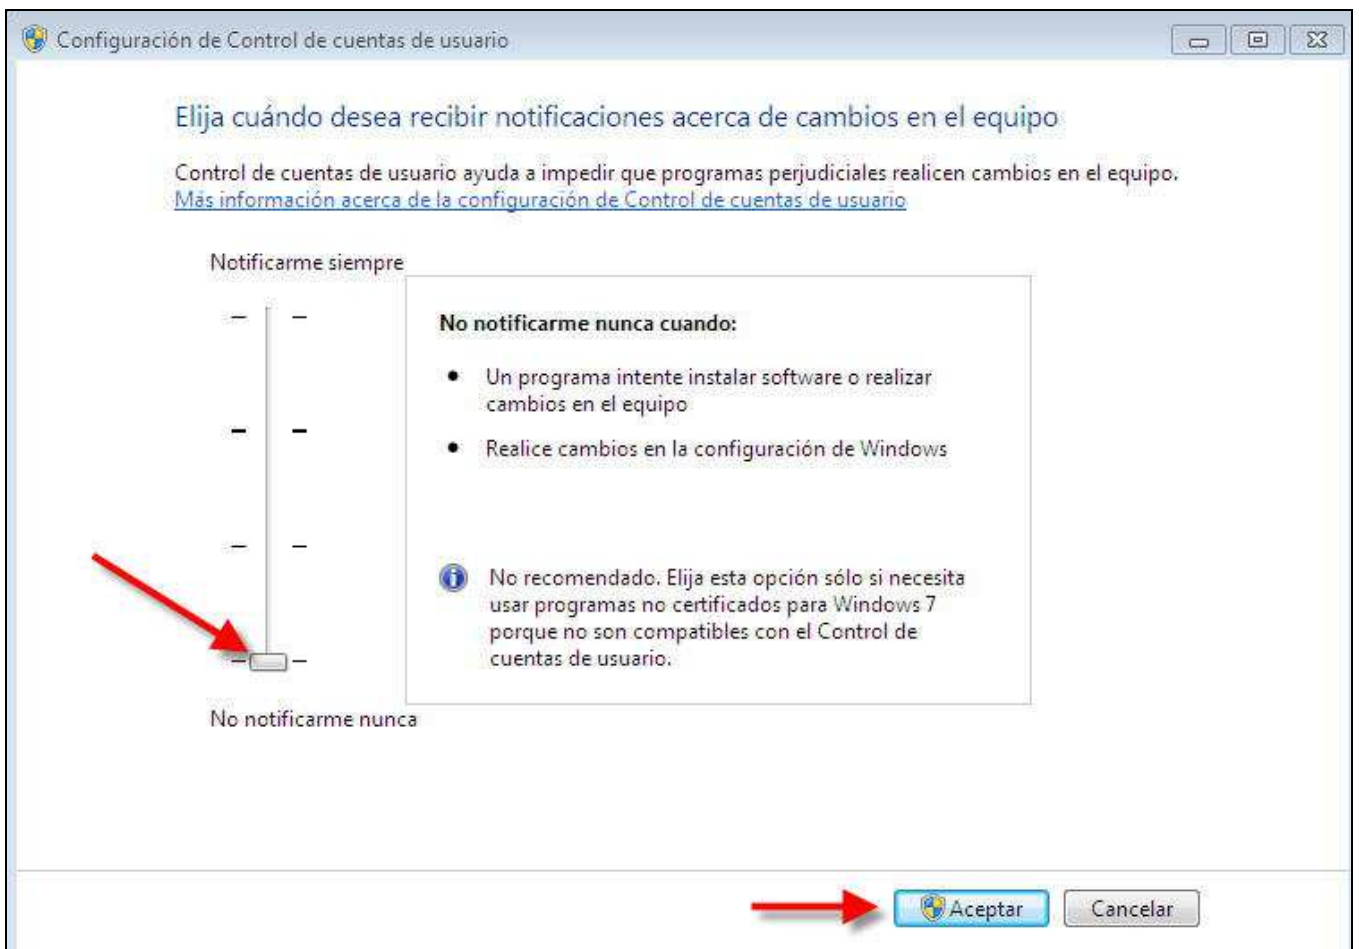 Configuración de Control de cuentas de usuario
Elija cuándo desea recibir notificaciones acerca de cambios en el equipo
Control de cuentas de usuario ayuda a impedir que programas perjudiciales realicen cambios en el equipo.
Más información acerca de la configuración de Control de cuentas de usuario
Notificarme siempre
No notificarme nunca cuando:
Un programa intente instalar software o realizar
cambios en el equipo
Realice cambios en la configuración de Windows
No recomendado. Elija esta opción sólo si necesita
usar programas no certificados para Windows 7
porque no son compatibles con el Control de
cuentas de usuario.
No notificarme nunca
Aceptar
Cancelar